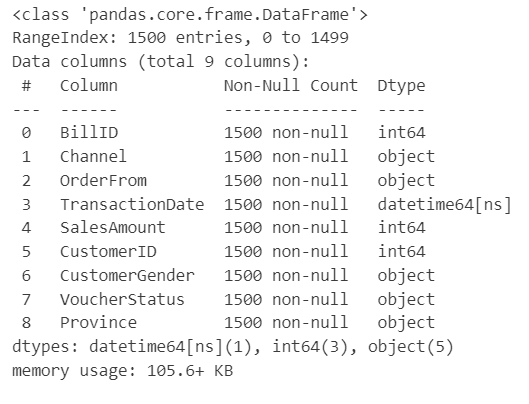 <class 'pandas.core.frame.DataFrame'>
RangeIndex: 1500 entries, 0 to 1499
Data columns (total 9 columns):
 #   Column           Non-Null Count  Dtype
---  ------           --------------  -----
 0   BillID           1500 non-null   int64
 1   Channel          1500 non-null   object
 2   OrderFrom        1500 non-null   object
 3   TransactionDate  1500 non-null   datetime64[ns]
 4   SalesAmount      1500 non-null   int64
 5   CustomerID       1500 non-null   int64
 6   CustomerGender   1500 non-null   object
 7   VoucherStatus    1500 non-null   object
 8   Province         1500 non-null   object
dtypes: datetime64[ns](1), int64(3), object(5)
memory usage: 105.6+ KB